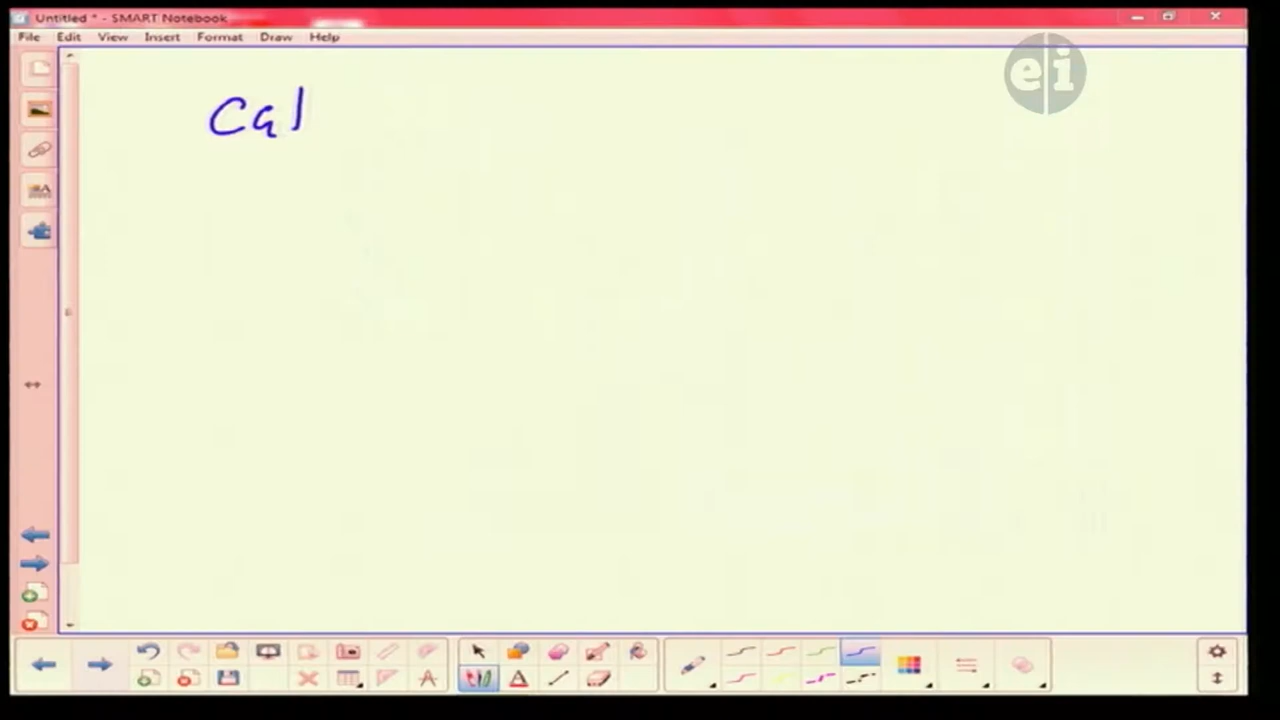 Untitled * - SMART Notebook
File Edit View Insert Format Draw Help
ei
Cal